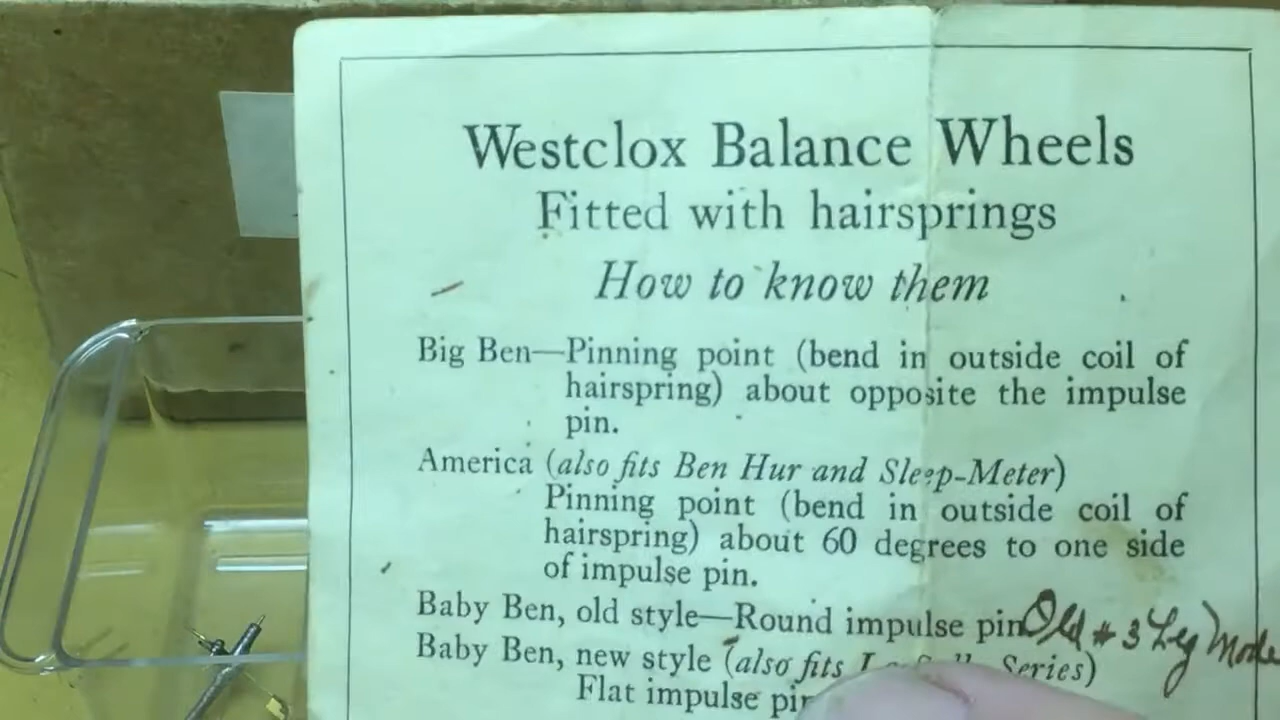 Westclox Balance Wheels
Fitted with hairsprings
How to know them
Big Ben—Pinning point (bend in outside coil of
hairspring) about opposite the impulse
pin.
America (also fits Ben Hur and Sleep-Meter)
Pinning point (bend in outside coil of
hairspring) about 60 degrees to one side
of impulse pin.
Baby Ben, old style—Round impulse pin Old # 3 Leg Mode
Baby Ben, new style (also fits Series)
Flat impulse pin